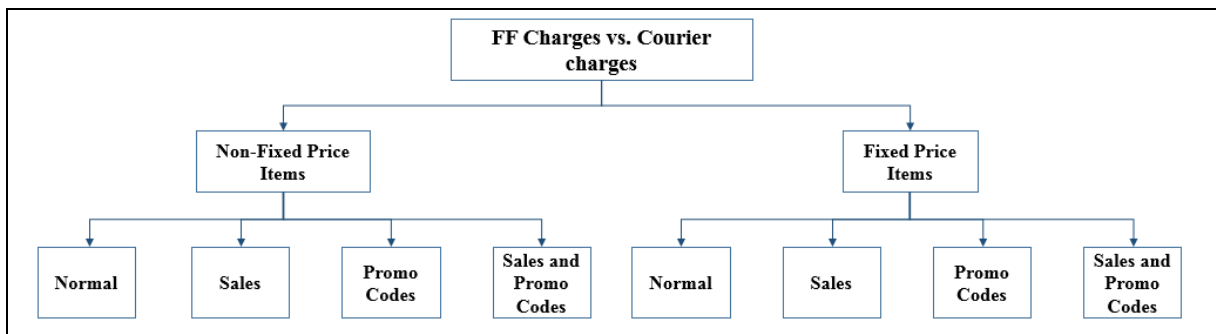 FF Charges vs. Courier
charges
Non-Fixed Price
Items
Fixed Price
Items
Normal
Sales
Promo
Codes
Sales and
Promo
Codes
Normal
Sales
Promo
Codes
Sales and
Promo
Codes